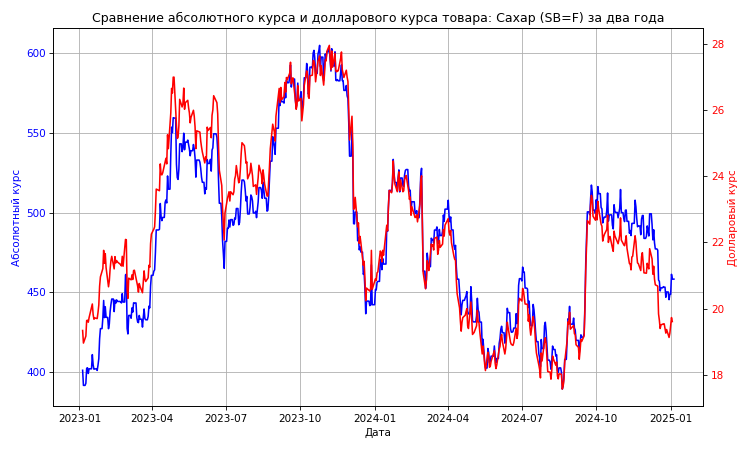 Сравнение абсолютного курса и долларового курса товара: Сахар (SB=F) за два года
600
550
500
450
400
Абсолютный курс
28
26
24
22
20
18
Долларовый курс
2023-01 2023-04 2023-07 2023-10 2024-01 2024-04 2024-07 2024-10 2025-01
Дата